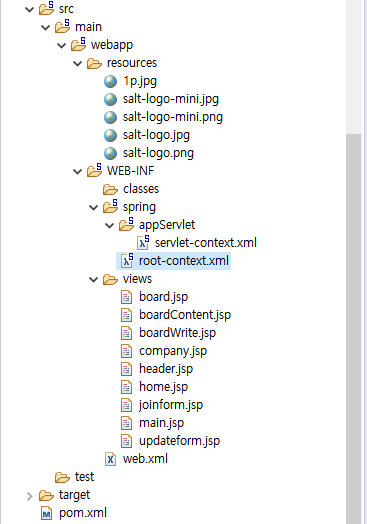 src
main
webapp
resources
1p.jpg
salt-logo-mini.jpg
salt-logo-mini.png
salt-logo.jpg
salt-logo.png
WEB-INF
classes
spring
appServlet
servlet-context.xml
root-context.xml
views
board.jsp
boardContent.jsp
boardWrite.jsp
company.jsp
header.jsp
home.jsp
joinform.jsp
main.jsp
updateform.jsp
web.xml
test
target
pom.xml